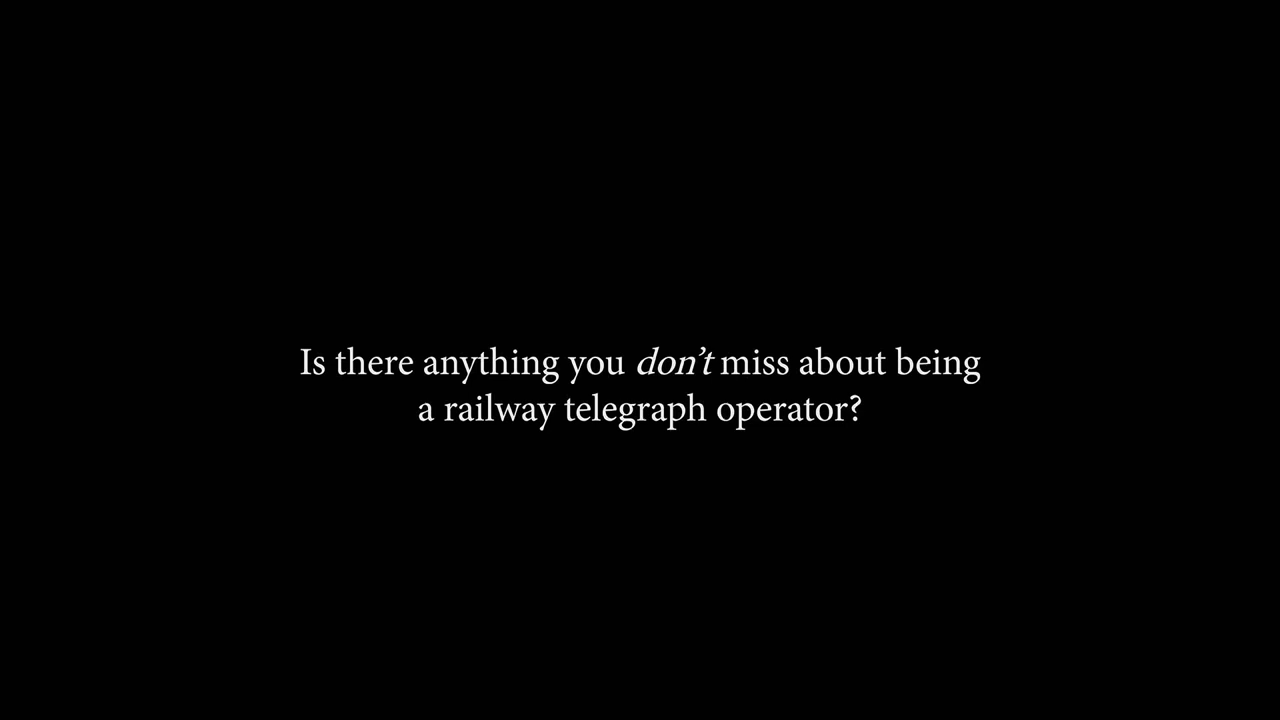 Is there anything you don’t miss about being
a railway telegraph operator?